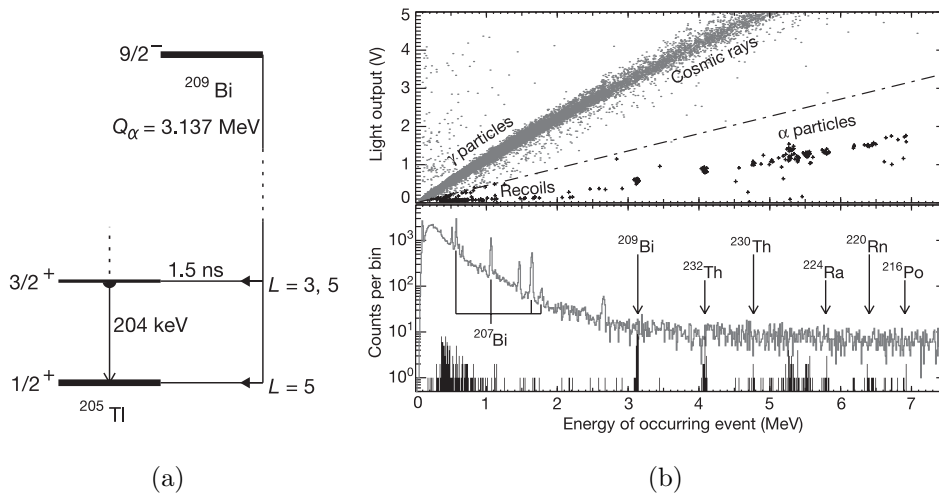 9/2⁻
²⁰⁹Bi
Qα = 3.137 MeV
3/2⁺
1.5 ns
L = 3, 5
204 keV
1/2⁺
L = 5
²⁰⁵Tl
(a)
Light output (V)
5
4
3
2
1
0
γ particles
Cosmic rays
α particles
Recoils
Counts per bin
10³
10²
10¹
10⁰
²⁰⁷Bi
²⁰⁹Bi
²³²Th
²³⁰Th
²²⁴Ra
²²⁰Rn
²¹⁶Po
0 1 2 3 4 5 6 7
Energy of occurring event (MeV)
(b)